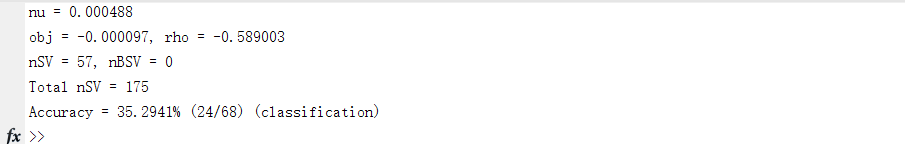 nu = 0.000488
obj = -0.000097, rho = -0.589003
nSV = 57, nBSV = 0
Total nSV = 175
Accuracy = 35.2941% (24/68) (classification)
fx >>